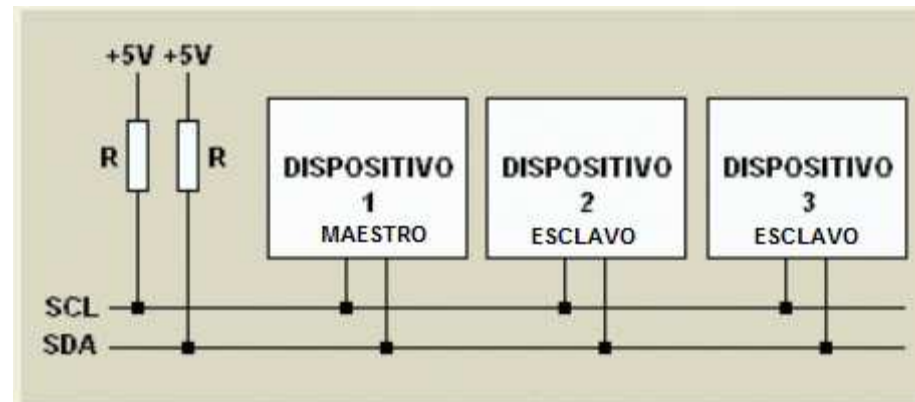 +5V +5V
R R
DISPOSITIVO
1
MAESTRO
DISPOSITIVO
2
ESCLAVO
DISPOSITIVO
3
ESCLAVO
SCL
SDA